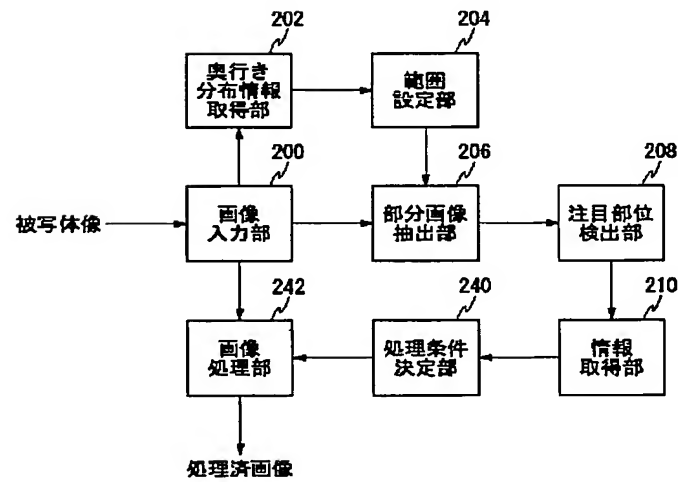 202
204
奥行き
分布情報
取得部
範囲
設定部
200
206
208
被写体像
画像
入力部
部分画像
抽出部
注目部位
検出部
242
240
210
画像
処理部
処理条件
決定部
情報
取得部
処理済画像